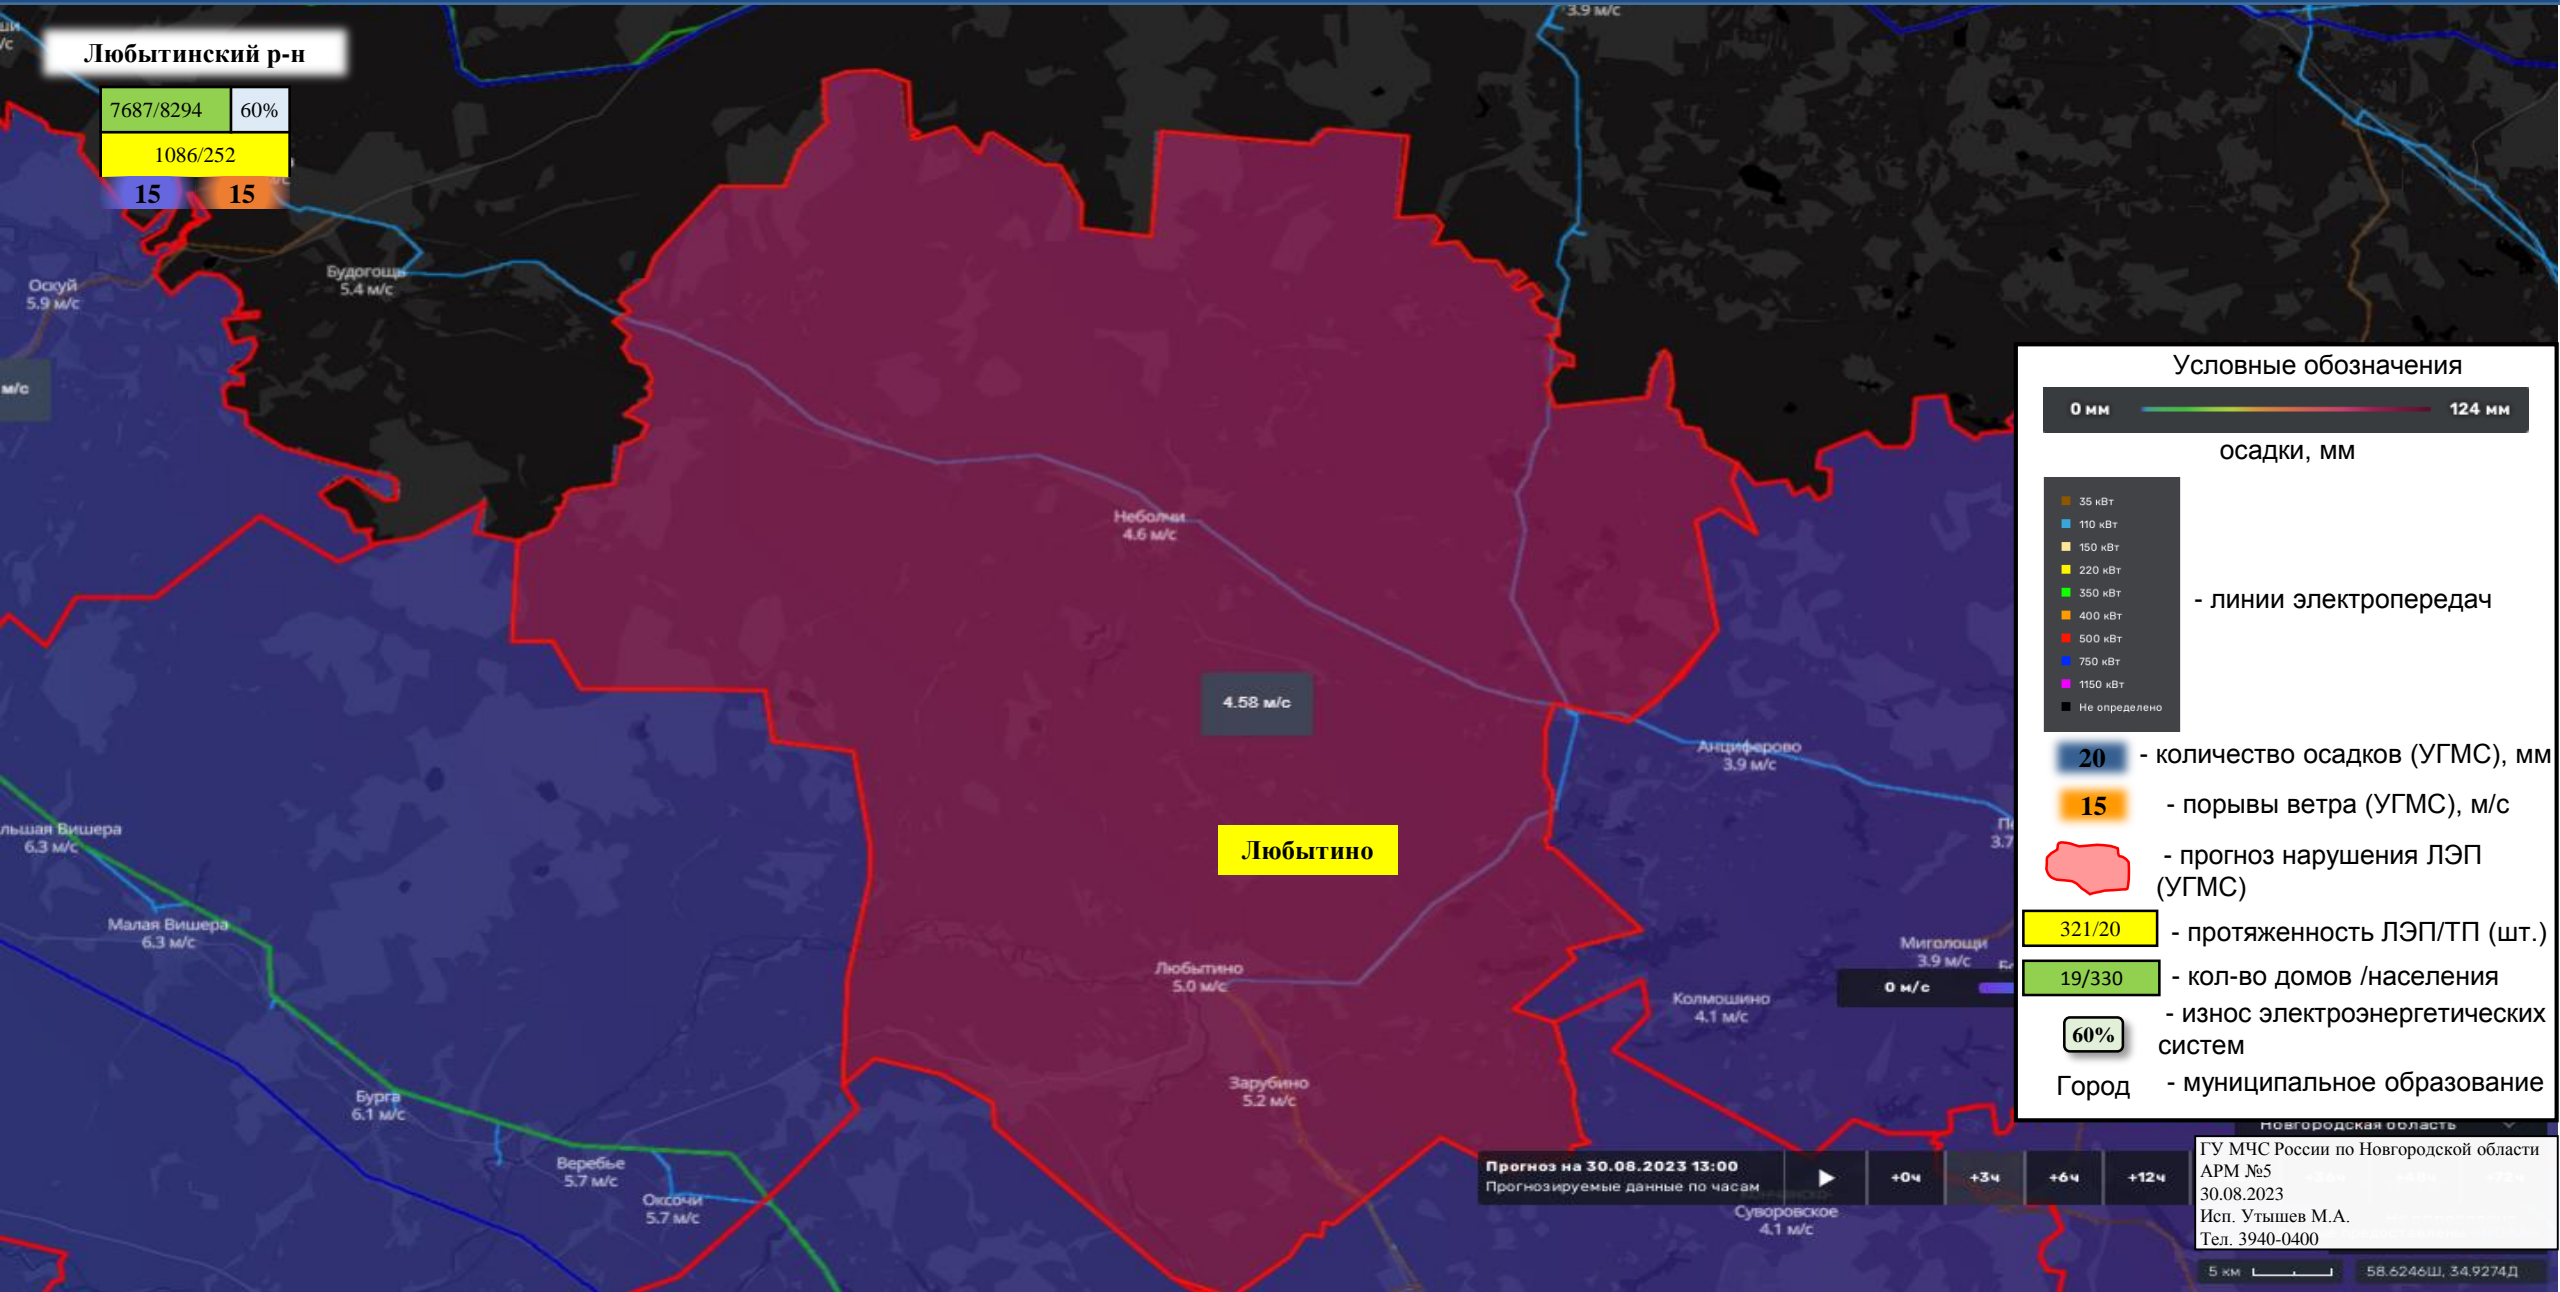 3.9 м/с
Любытинский р-н
7687/8294 60%
1086/252
15 15
Будогощь
5.4 м/с
Оскуй
5.9 м/с
м/с
Неболчи
4.6 м/с
4.58 м/с
Анциферово
3.9 м/с
Любытино
Малая Вишера
6.3 м/с
льшая Вишера
6.3 м/с
Любытино
5.0 м/с
Миголощи
3.9 м/с
0 м/с
Колмошино
4.1 м/с
Зарубино
5.2 м/с
Бурга
6.1 м/с
Веребье
5.7 м/с
Оксочи
5.7 м/с
Суворовское
4.1 м/с
Условные обозначения
0 мм 124 мм
осадки, мм
35 кВт
110 кВт
150 кВт
220 кВт
350 кВт
400 кВт
500 кВт
750 кВт
1150 кВт
Не определено
- линии электропередач
20 - количество осадков (УГМС), мм
15 - порывы ветра (УГМС), м/с
- прогноз нарушения ЛЭП
(УГМС)
321/20 - протяженность ЛЭП/ТП (шт.)
19/330 - кол-во домов /населения
60% - износ электроэнергетических
систем
Город - муниципальное образование
Новгородская область
Прогноз на 30.08.2023 13:00
Прогнозируемые данные по часам
+0ч +3ч +6ч +12ч
ГУ МЧС России по Новгородской области
АРМ №5
30.08.2023
Исп. Утышев М.А.
Тел. 3940-0400
5 км 58.6246Ш, 34.9274Д